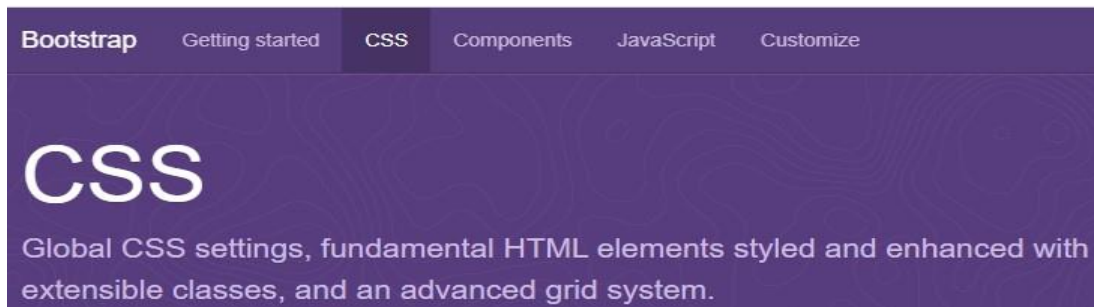 Bootstrap Getting started CSS Components JavaScript Customize
CSS
Global CSS settings, fundamental HTML elements styled and enhanced with
extensible classes, and an advanced grid system.